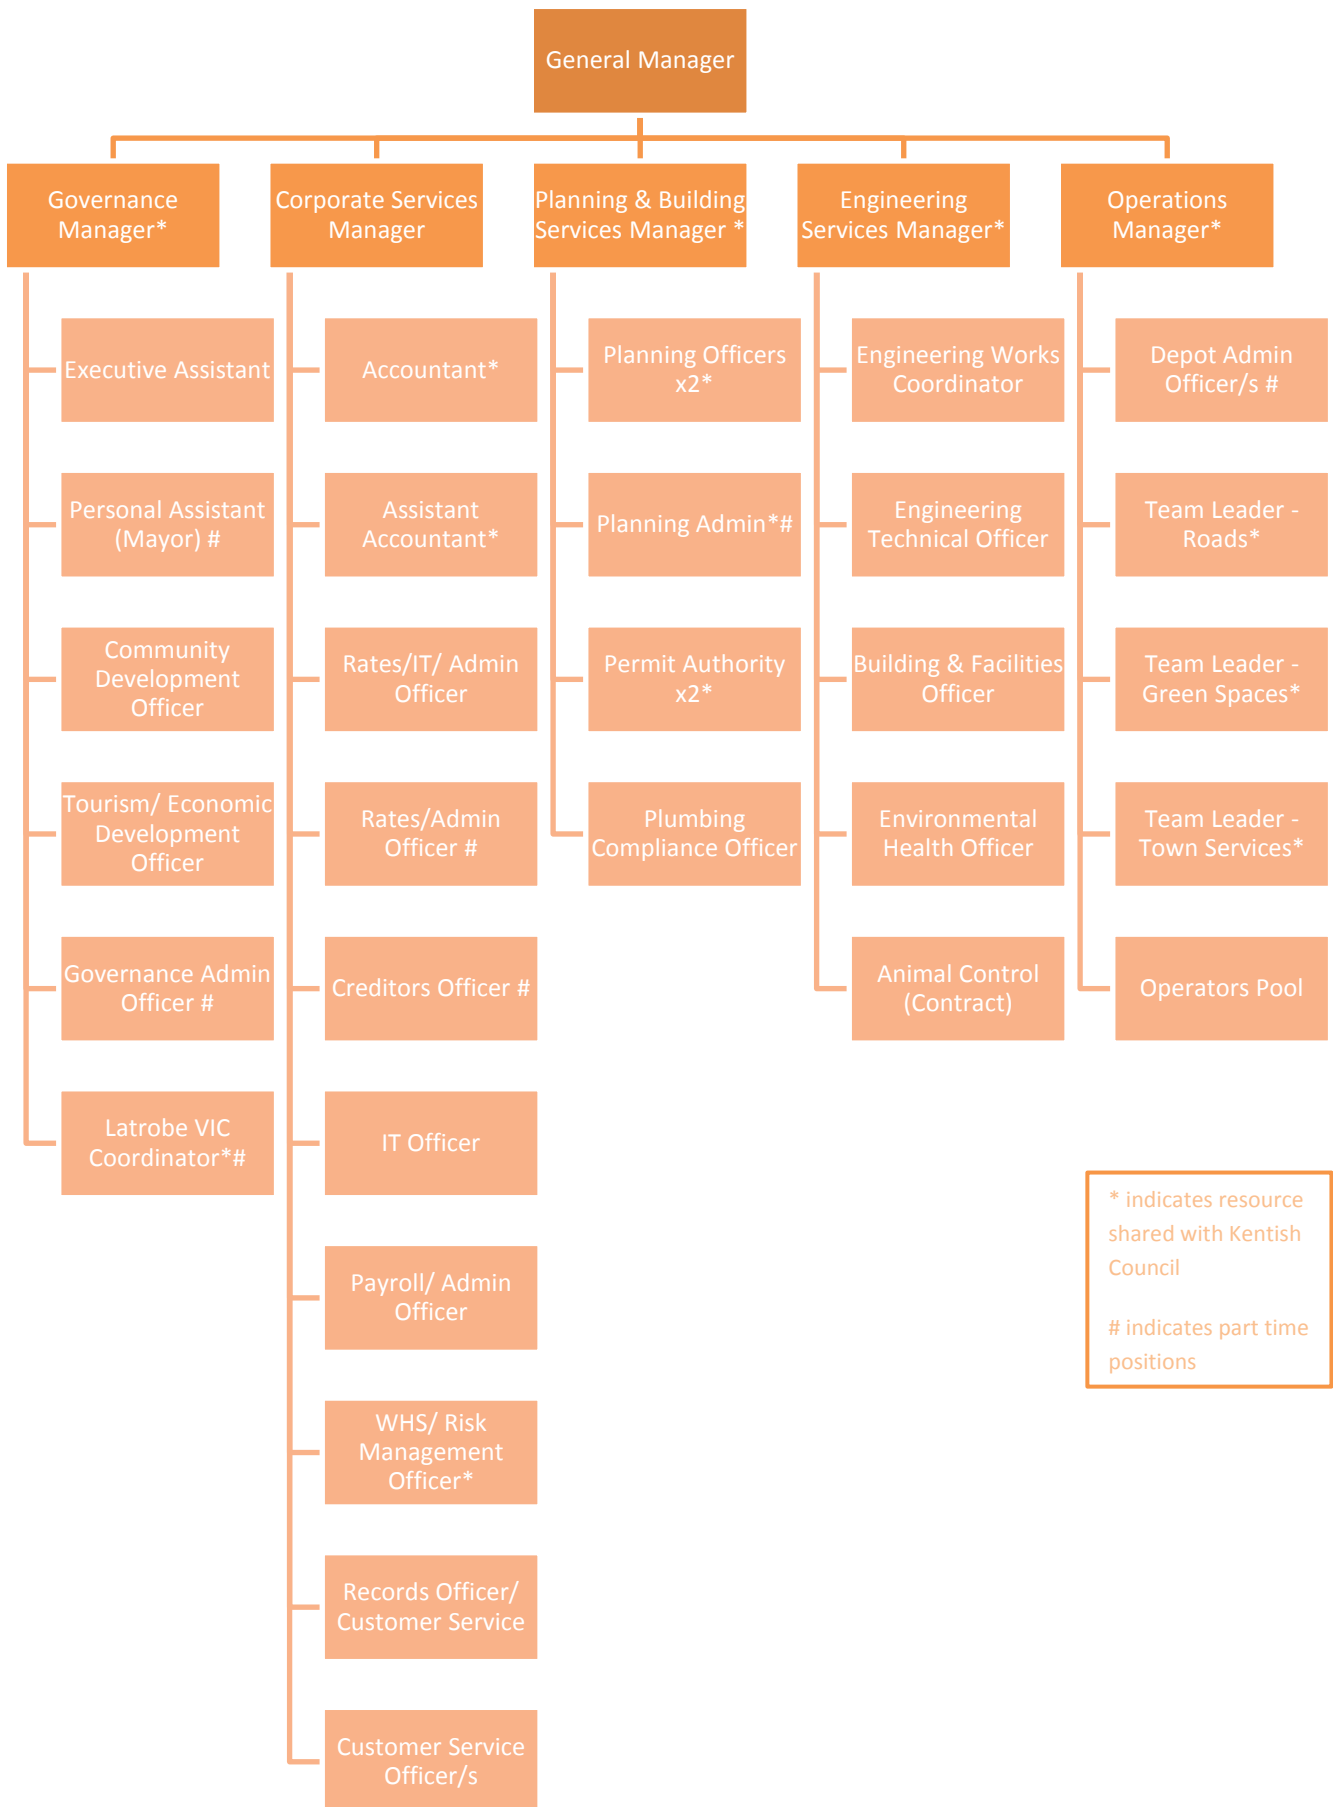 General Manager
Governance
Manager*
Corporate Services
Manager
Planning & Building
Services Manager *
Engineering
Services Manager*
Operations
Manager*
Executive Assistant
Personal Assistant
(Mayor) #
Community
Development
Officer
Tourism/ Economic
Development
Officer
Governance Admin
Officer #
Latrobe VIC
Coordinator*#
Accountant*
Assistant
Accountant*
Rates/IT/ Admin
Officer
Rates/Admin
Officer #
Creditors Officer #
IT Officer
Payroll/ Admin
Officer
WHS/ Risk
Management
Officer*
Records Officer/
Customer Service
Customer Service
Officer/s
Planning Officers
x2*
Planning Admin*#
Permit Authority
x2*
Plumbing
Compliance Officer
Engineering Works
Coordinator
Engineering
Technical Officer
Building & Facilities
Officer
Environmental
Health Officer
Animal Control
(Contract)
Depot Admin
Officer/s #
Team Leader -
Roads*
Team Leader -
Green Spaces*
Team Leader -
Town Services*
Operators Pool
* indicates resource
shared with Kentish
Council
# indicates part time
positions